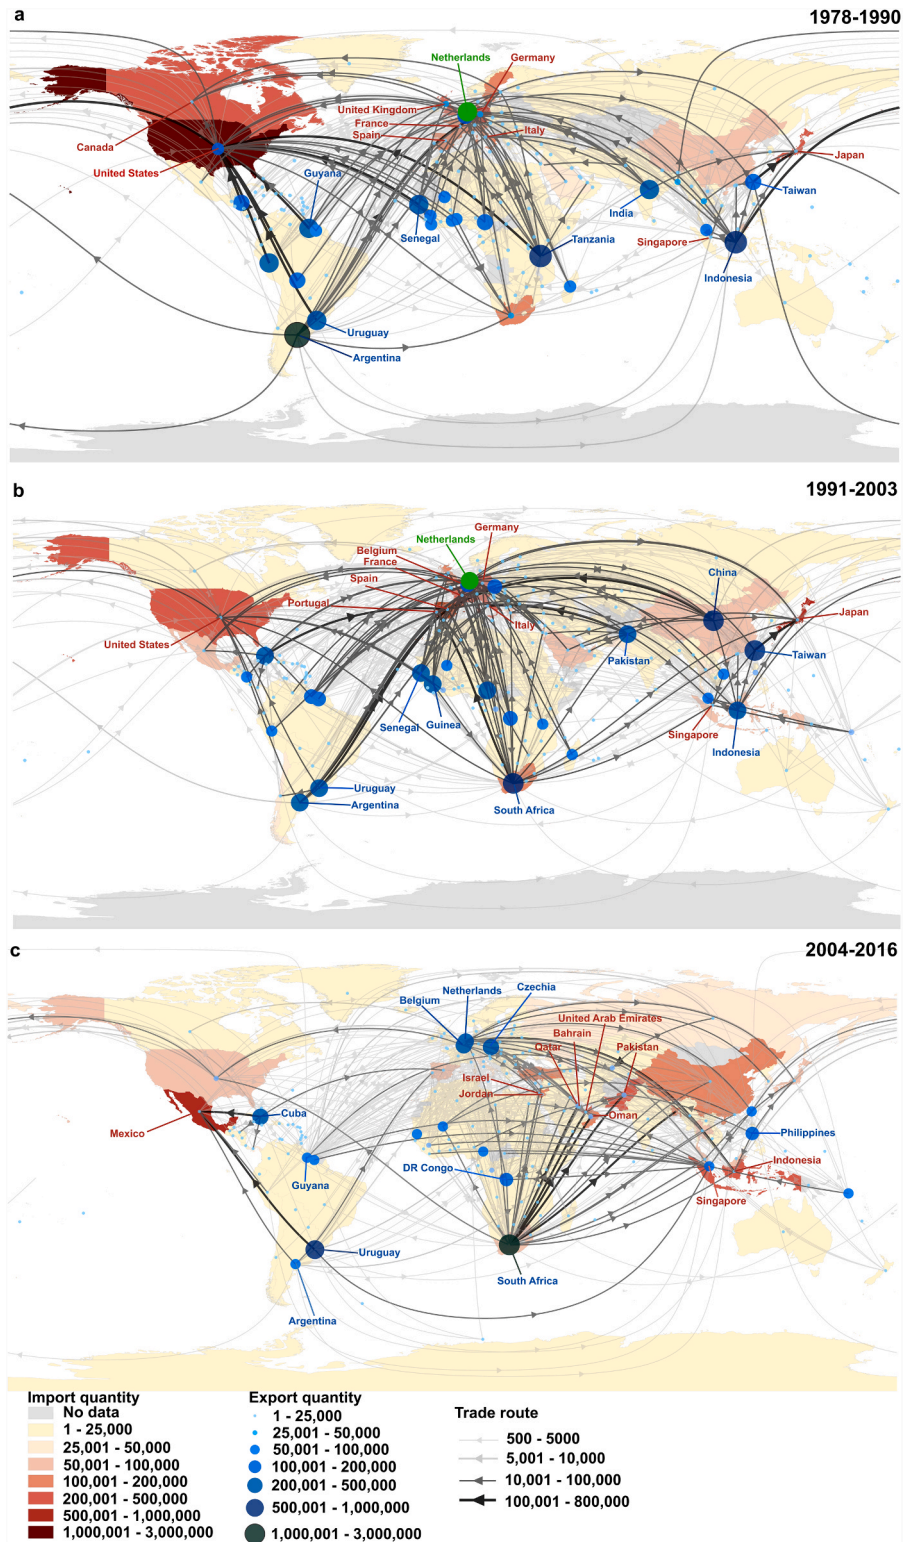 a
1978-1990
Netherlands
Germany
United Kingdom
France
Spain
Italy
Canada
United States
Japan
Guyana
Taiwan
India
Senegal
Tanzania
Singapore
Indonesia
Uruguay
Argentina
b
1991-2003
Germany
Netherlands
Belgium
France
Spain
China
Portugal
Japan
Italy
United States
Taiwan
Pakistan
Senegal
Guinea
Singapore
Indonesia
Uruguay
Argentina
South Africa
c
2004-2016
Czechia
Netherlands
Belgium
United Arab Emirates
Bahrain
Qatar
Pakistan
Israel
Jordan
Cuba
Oman
Mexico
Philippines
Indonesia
DR Congo
Guyana
Singapore
Uruguay
South Africa
Argentina
Import quantity
No data
1 - 25,000
25,001 - 50,000
50,001 - 100,000
100,001 - 200,000
200,001 - 500,000
500,001 - 1,000,000
1,000,001 - 3,000,000
Export quantity
1 - 25,000
25,001 - 50,000
50,001 - 100,000
100,001 - 200,000
200,001 - 500,000
500,001 - 1,000,000
1,000,001 - 3,000,000
Trade route
500 - 5000
5,001 - 10,000
10,001 - 100,000
100,001 - 800,000